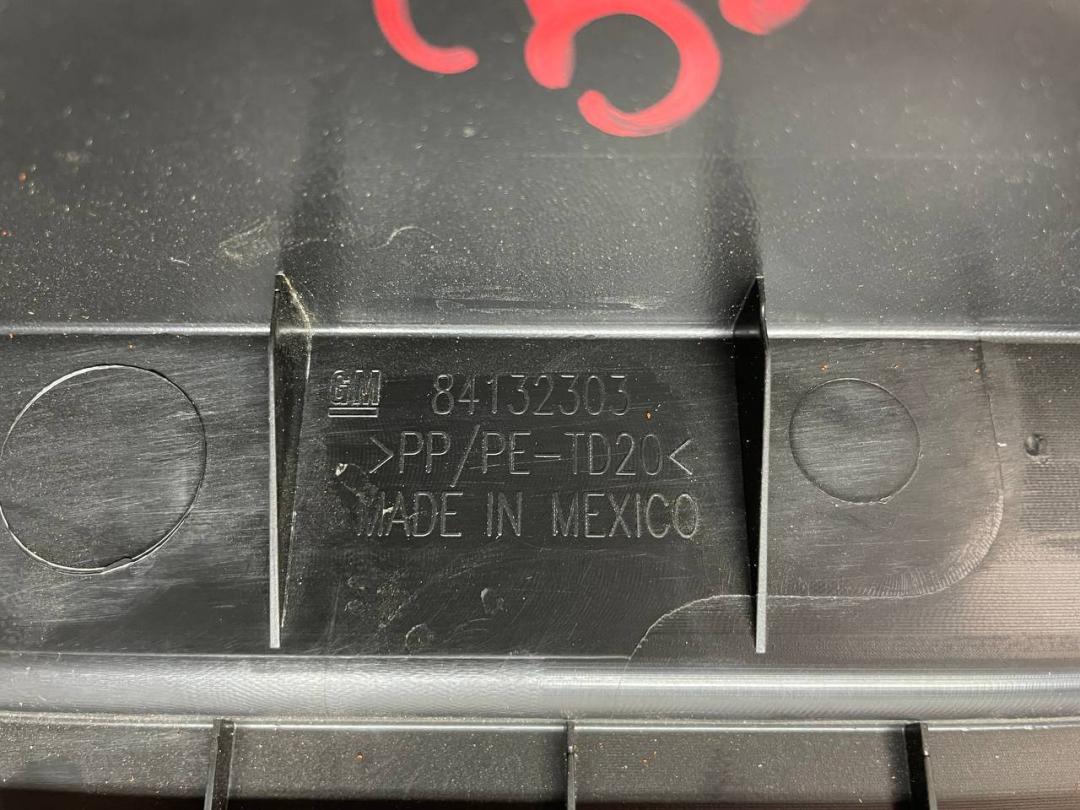 GM 84132303
>PP/PE-TD20<
MADE IN MEXICO